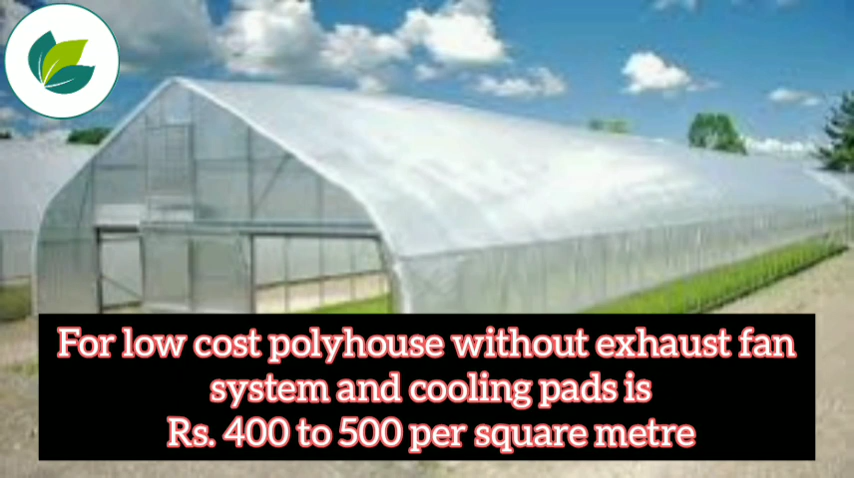 For low cost polyhouse without exhaust fan
system and cooling pads is
Rs. 400 to 500 per square metre